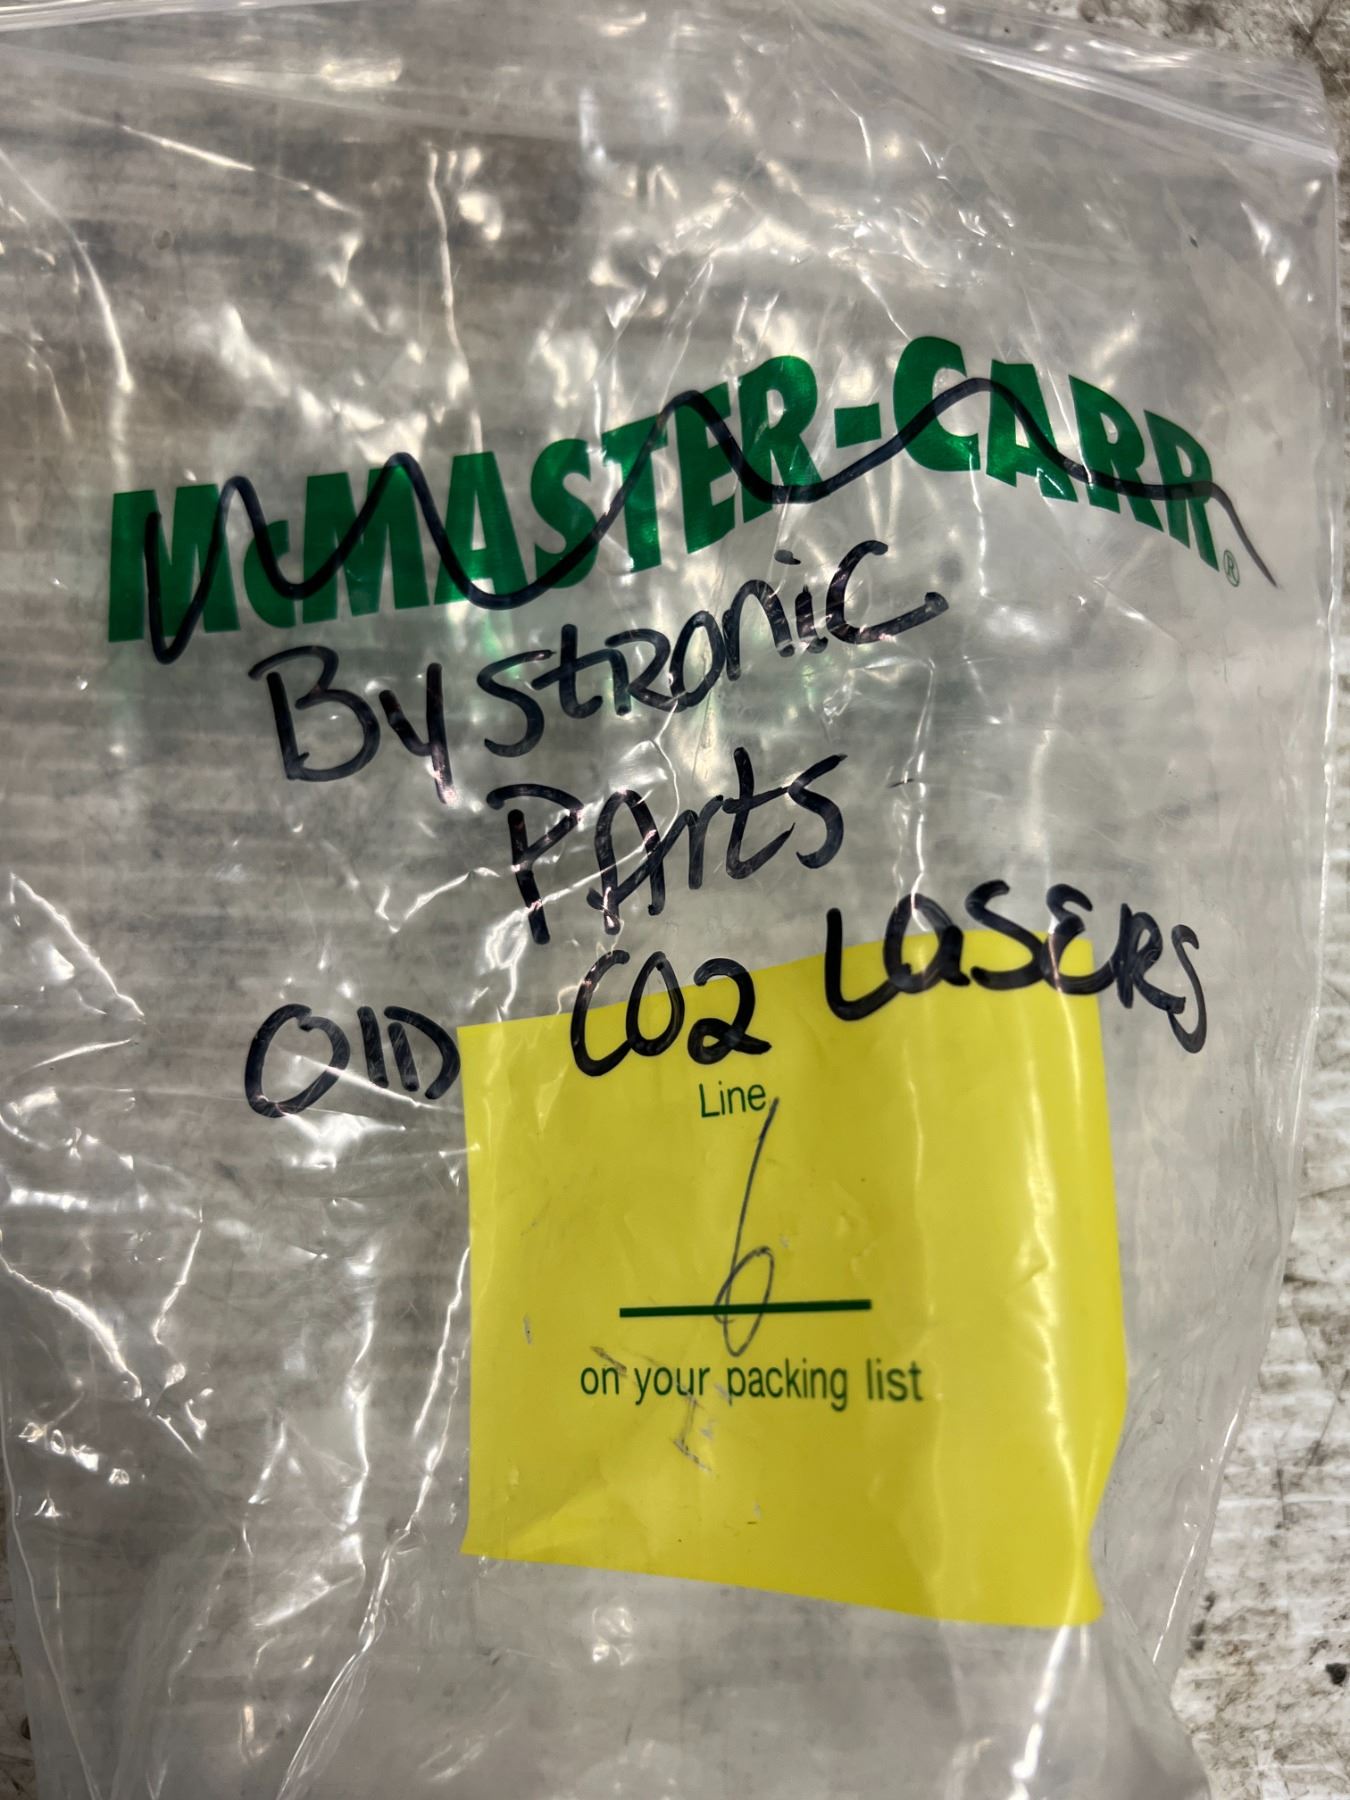 McMASTER-CARR®
BystRONiC
PArts
OlD CO2 LaSERS
Line
6
on your packing list